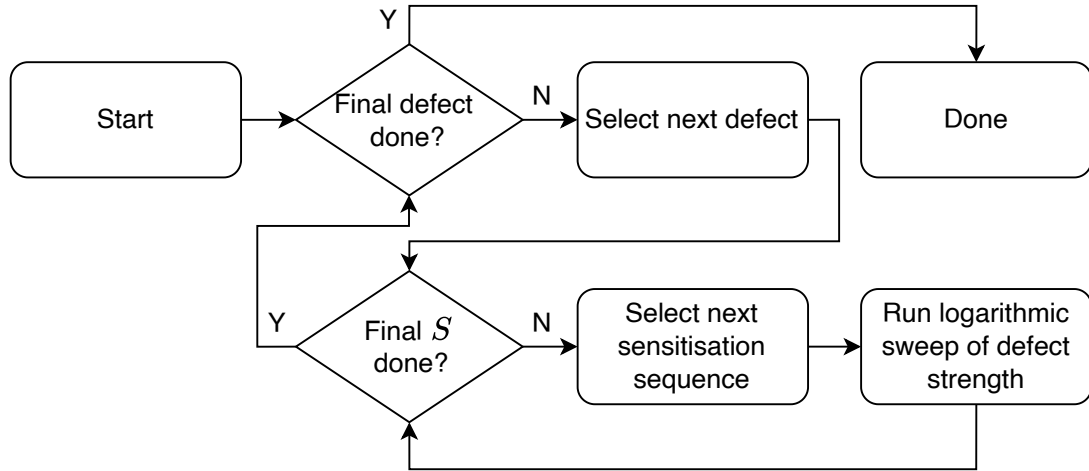 Y
Start
Final defect
done?
N
Select next defect
Done
Y
Final S
done?
N
Select next
sensitisation
sequence
Run logarithmic
sweep of defect
strength